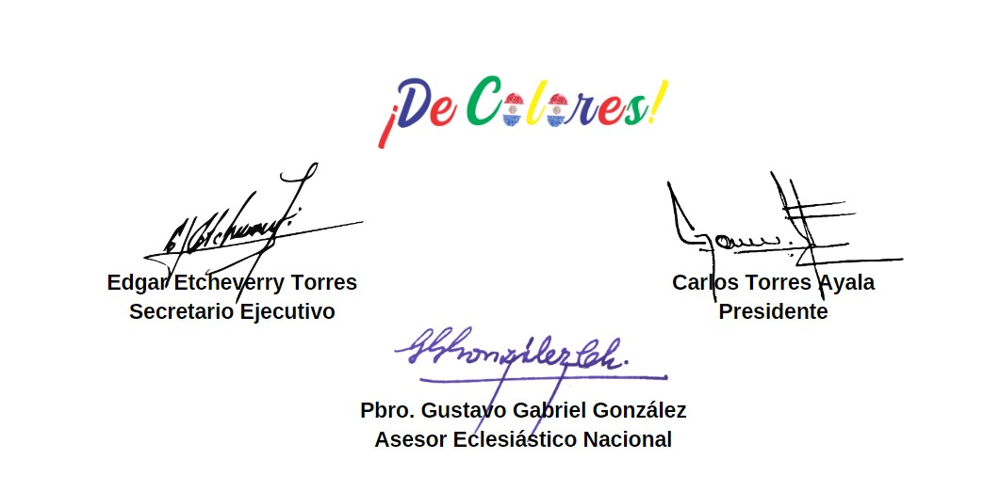 ¡De Colores!
Edgar Etcheverry Torres
Secretario Ejecutivo
Carlos Torres Ayala
Presidente
Pbro. Gustavo Gabriel González
Asesor Eclesiástico Nacional